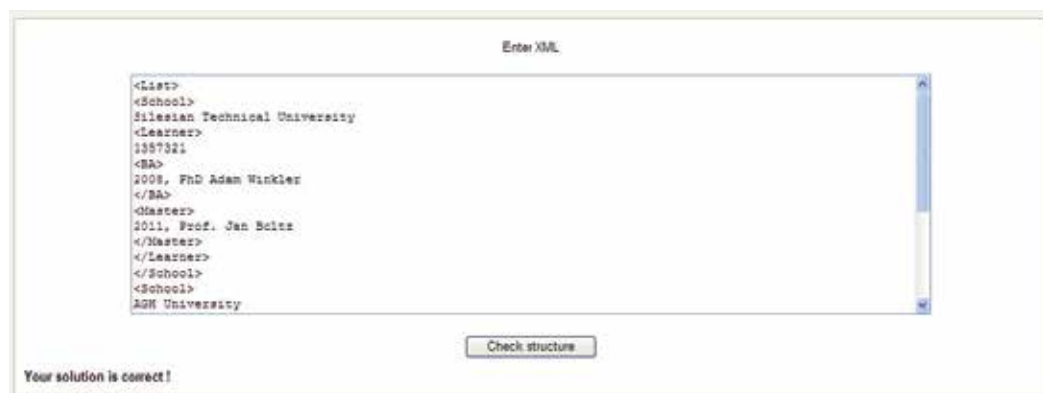 Enter XML
<List>
<School>
Silesian Technical University
<Learner>
1357321
<BA>
2008, PhD Adam Winkler
</BA>
<Master>
2011, Prof. Jan Boltz
</Master>
</Learner>
</School>
<School>
AGH University
Check structure
Your solution is correct !